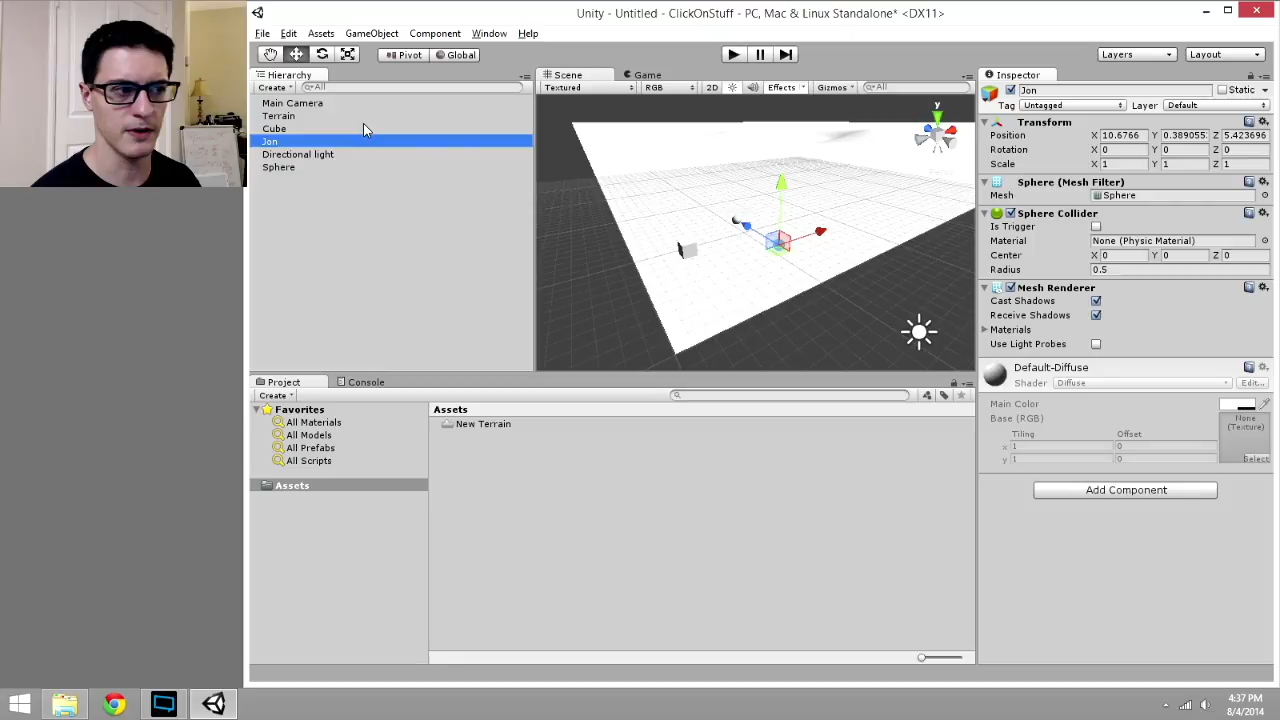 Unity - Untitled - ClickOnStuff - PC, Mac & Linux Standalone* <DX11>
File Edit Assets GameObject Component Window Help
Pivot Global Layers Layout
Hierarchy Scene Game Inspector
Create All Textured RGB 2D Effects Gizmos All Jon Static
Main Camera
Tag Untagged Layer Default
Terrain
Transform
Cube
Position X 10.6766 Y 0.389055 Z 5.423696
Jon
Rotation X 0 Y 0 Z 0
Directional light
Scale X 1 Y 1 Z 1
Sphere
y
Sphere (Mesh Filter)
Mesh Sphere
Sphere Collider
Is Trigger
Material None (Physic Material)
Center X 0 Y 0 Z 0
Radius 0.5
Mesh Renderer
Cast Shadows
Receive Shadows
Materials
Use Light Probes
Default-Diffuse
Shader Diffuse Edit...
Main Color
Base (RGB) None
(Texture)
Tiling Offset
x 1 0
y 1 0
Select
Add Component
Project Console
Create
Favorites
All Materials
All Models
All Prefabs
All Scripts
Assets
Assets
New Terrain
4:37 PM
8/4/2014